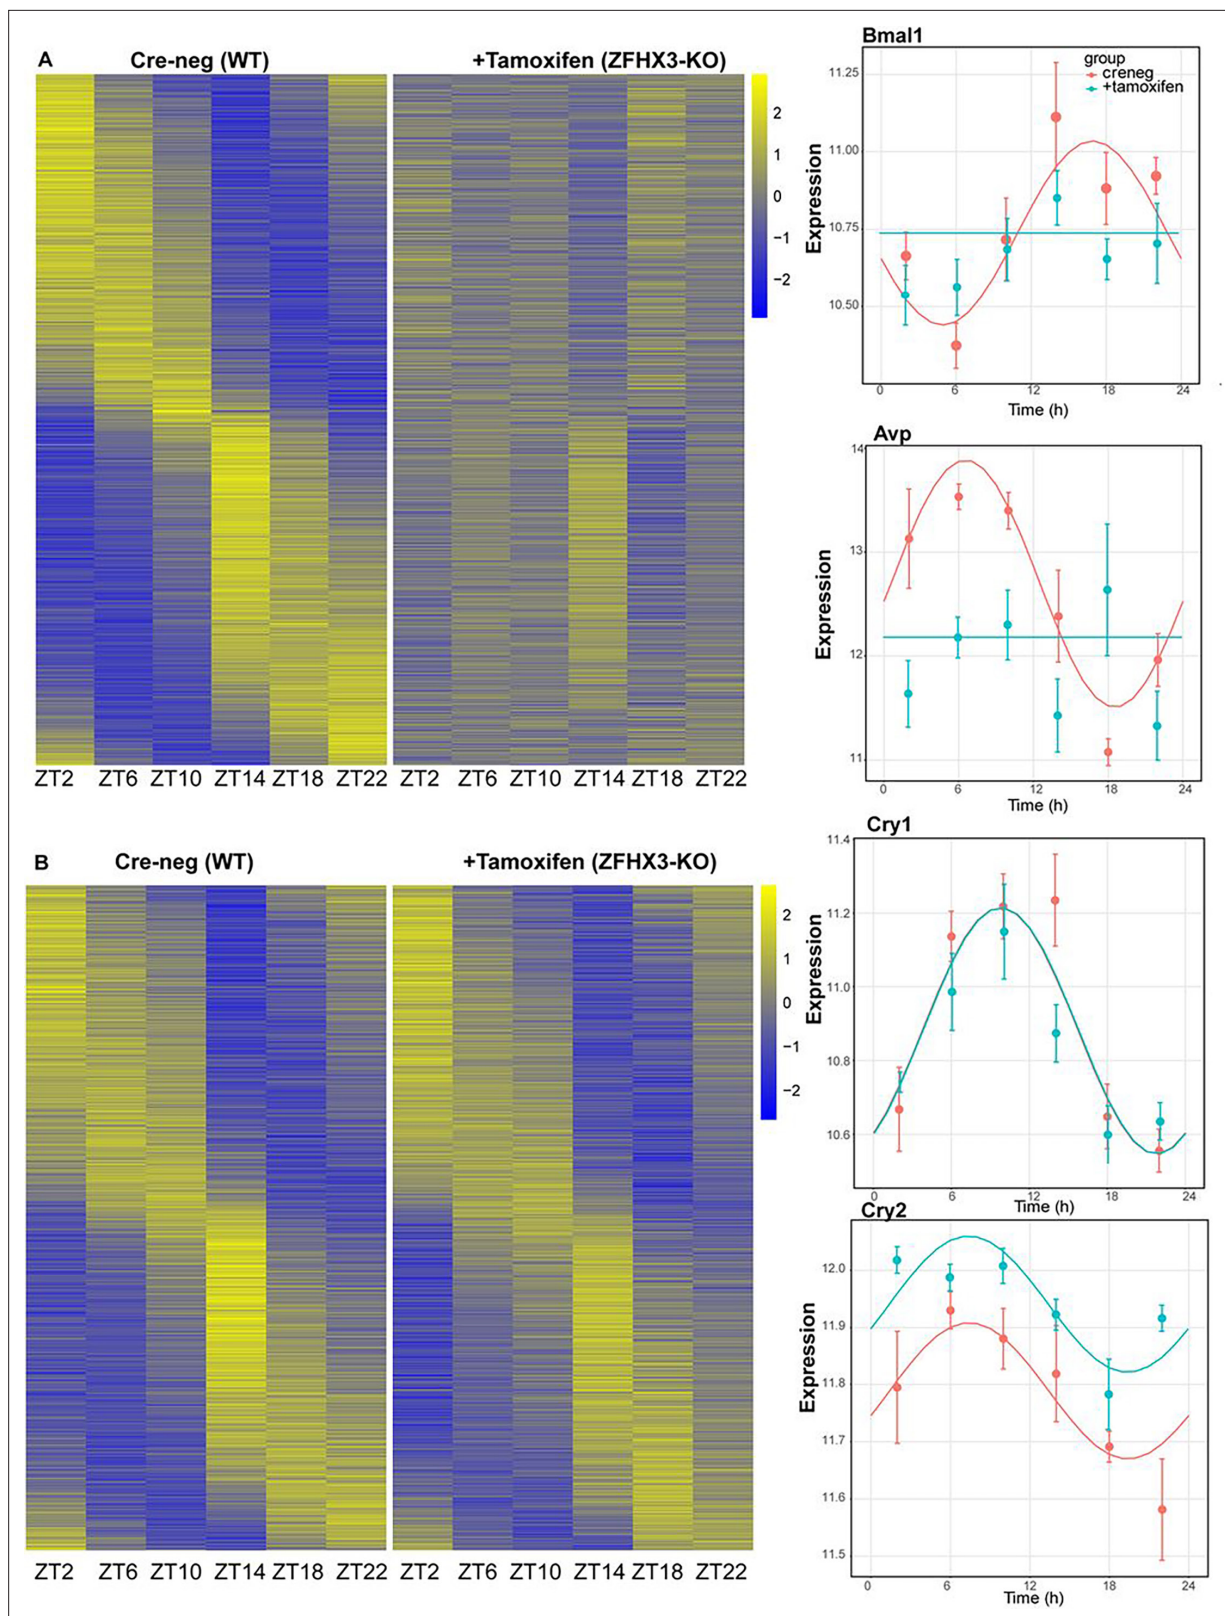 A
Cre-neg (WT)
+Tamoxifen (ZFHX3-KO)
2
1
0
−1
−2
ZT2 ZT6 ZT10 ZT14 ZT18 ZT22
ZT2 ZT6 ZT10 ZT14 ZT18 ZT22
Bmal1
group
creneg
+tamoxifen
Expression
11.25
11.00
10.75
10.50
0 6 12 18 24
Time (h)
Avp
Expression
14
13
12
11
0 6 12 18 24
Time (h)
B
Cre-neg (WT)
+Tamoxifen (ZFHX3-KO)
2
1
0
−1
−2
ZT2 ZT6 ZT10 ZT14 ZT18 ZT22
ZT2 ZT6 ZT10 ZT14 ZT18 ZT22
Cry1
Expression
11.4
11.2
11.0
10.8
10.6
0 6 12 18 24
Time (h)
Cry2
Expression
12.0
11.9
11.8
11.7
11.6
11.5
0 6 12 18 24
Time (h)